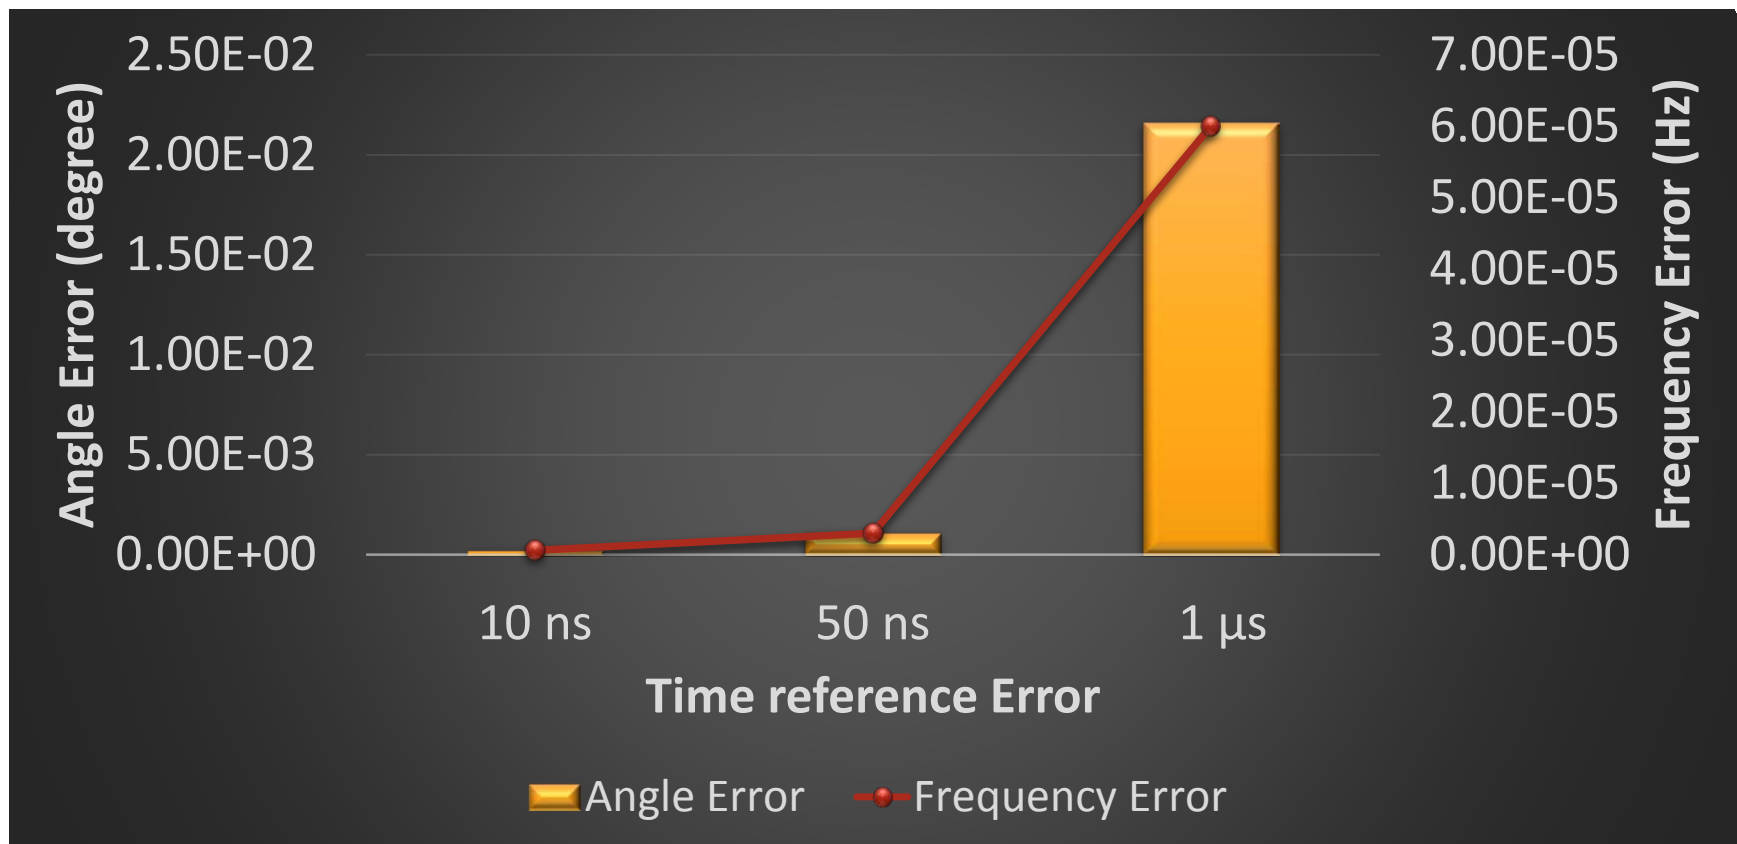 2.50E-02
2.00E-02
1.50E-02
1.00E-02
5.00E-03
0.00E+00
Angle Error (degree)
7.00E-05
6.00E-05
5.00E-05
4.00E-05
3.00E-05
2.00E-05
1.00E-05
0.00E+00
Frequency Error (Hz)
10 ns 50 ns 1 µs
Time reference Error
Angle Error Frequency Error